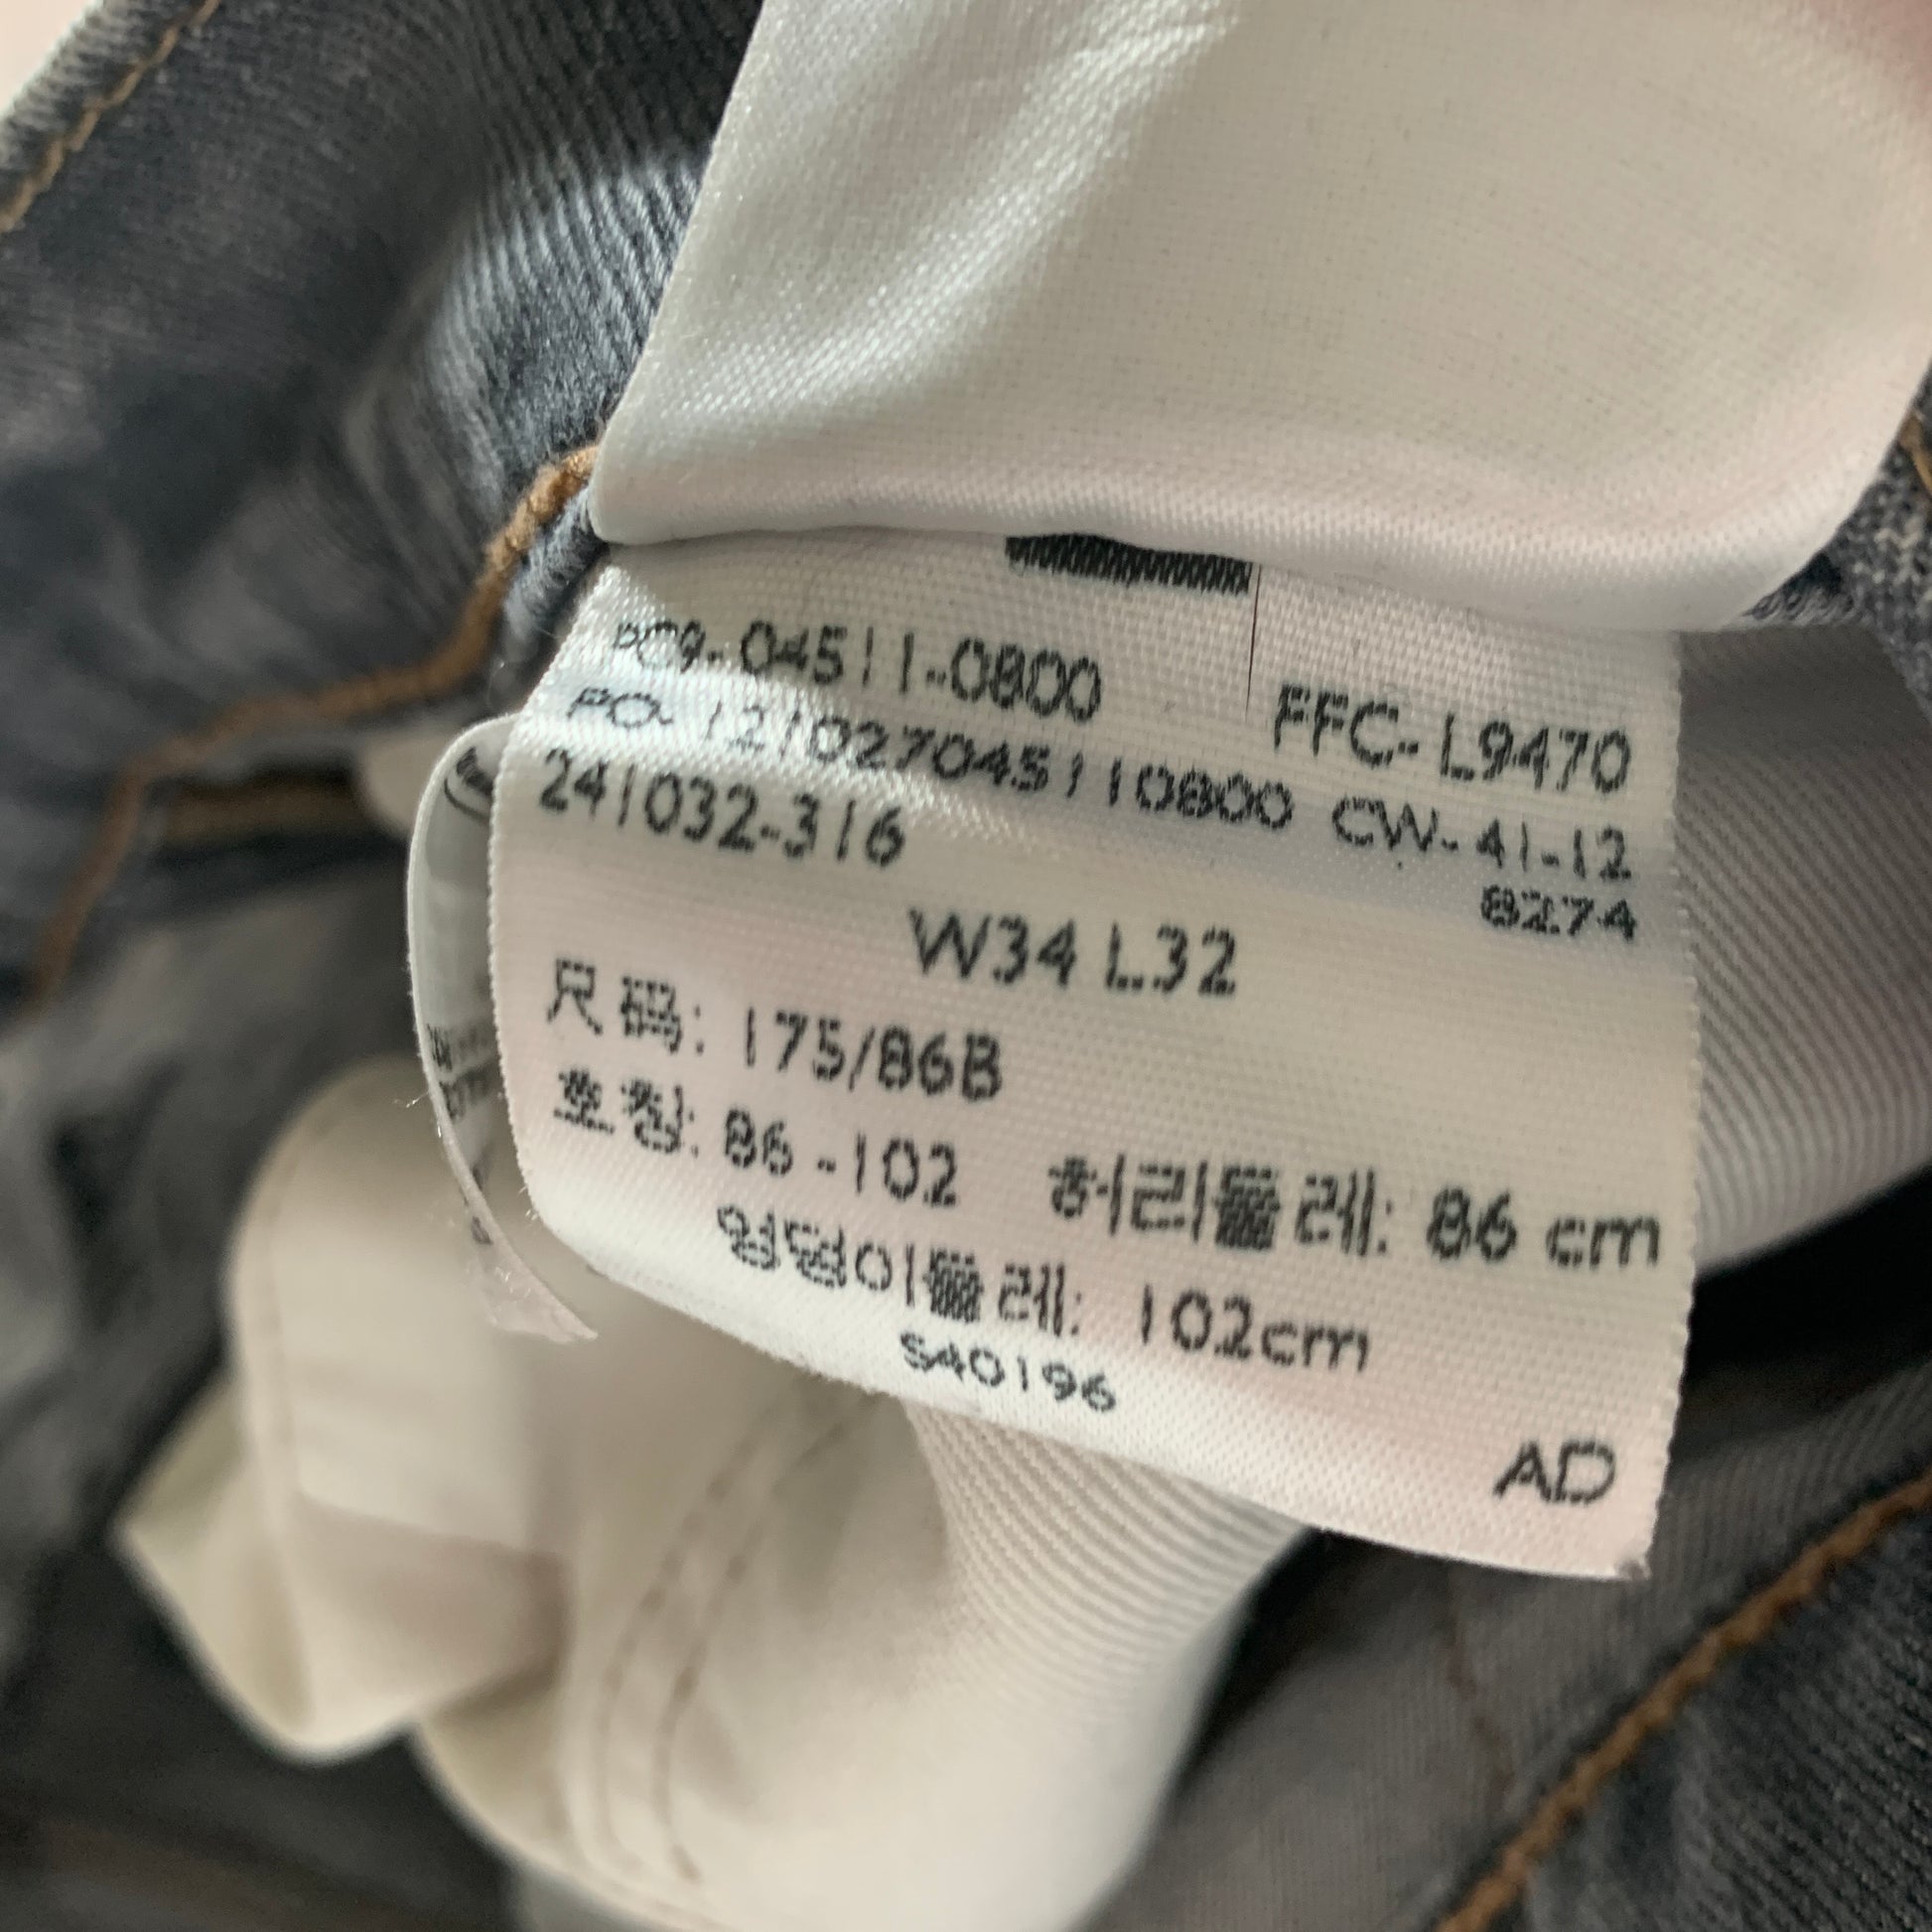 PC9-04511-0800 FFC-L9470
PO-121027045110800 CW-41-12
241032-316 8274
W34 L32
尺码: 175/86B
호칭: 86-102 허리둘레: 86 cm
엉덩이둘레: 102cm
S40196
AD